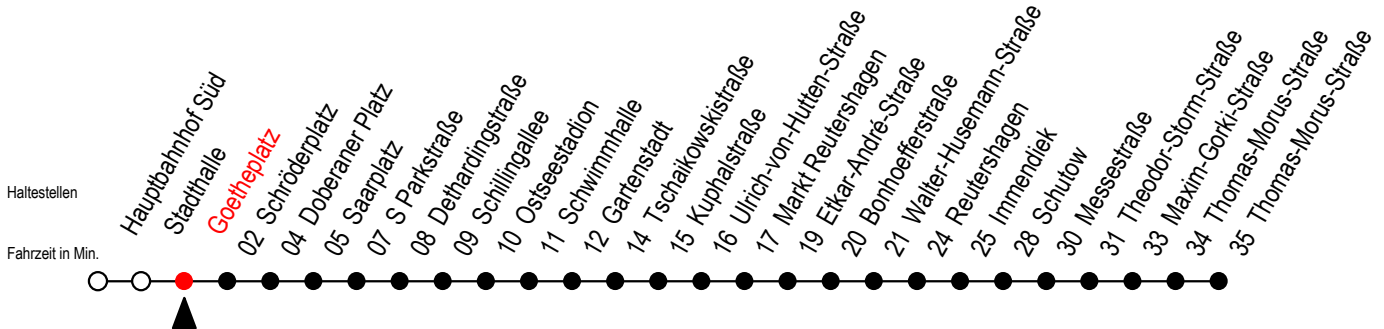 Haltestellen
Fahrzeit in Min.
Hauptbahnhof Süd
Stadthalle
Goetheplatz
02 Schröderplatz
04 Doberaner Platz
05 Saarplatz
07 S Parkstraße
08 Dethardingstraße
09 Schillingallee
10 Ostseestadion
11 Schwimmhalle
12 Gartenstadt
14 Tschaikowskistraße
15 Kuphalstraße
16 Ulrich-von-Hutten-Straße
17 Markt Reutershagen
19 Etkar-André-Straße
20 Bonhoefferstraße
21 Walter-Husemann-Straße
24 Reutershagen
25 Immendiek
28 Schutow
30 Messestraße
31 Theodor-Storm-Straße
33 Maxim-Gorki-Straße
34 Thomas-Morus-Straße
35 Thomas-Morus-Straße